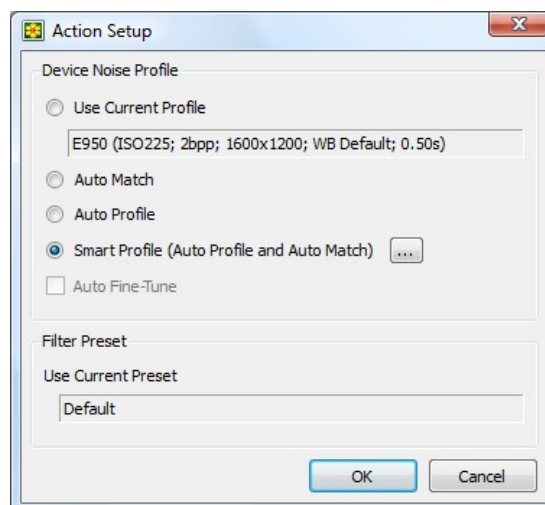 Action Setup
Device Noise Profile
Use Current Profile
E950 (ISO225; 2bpp; 1600x1200; WB Default; 0.50s)
Auto Match
Auto Profile
Smart Profile (Auto Profile and Auto Match) ...
Auto Fine-Tune
Filter Preset
Use Current Preset
Default
OK Cancel